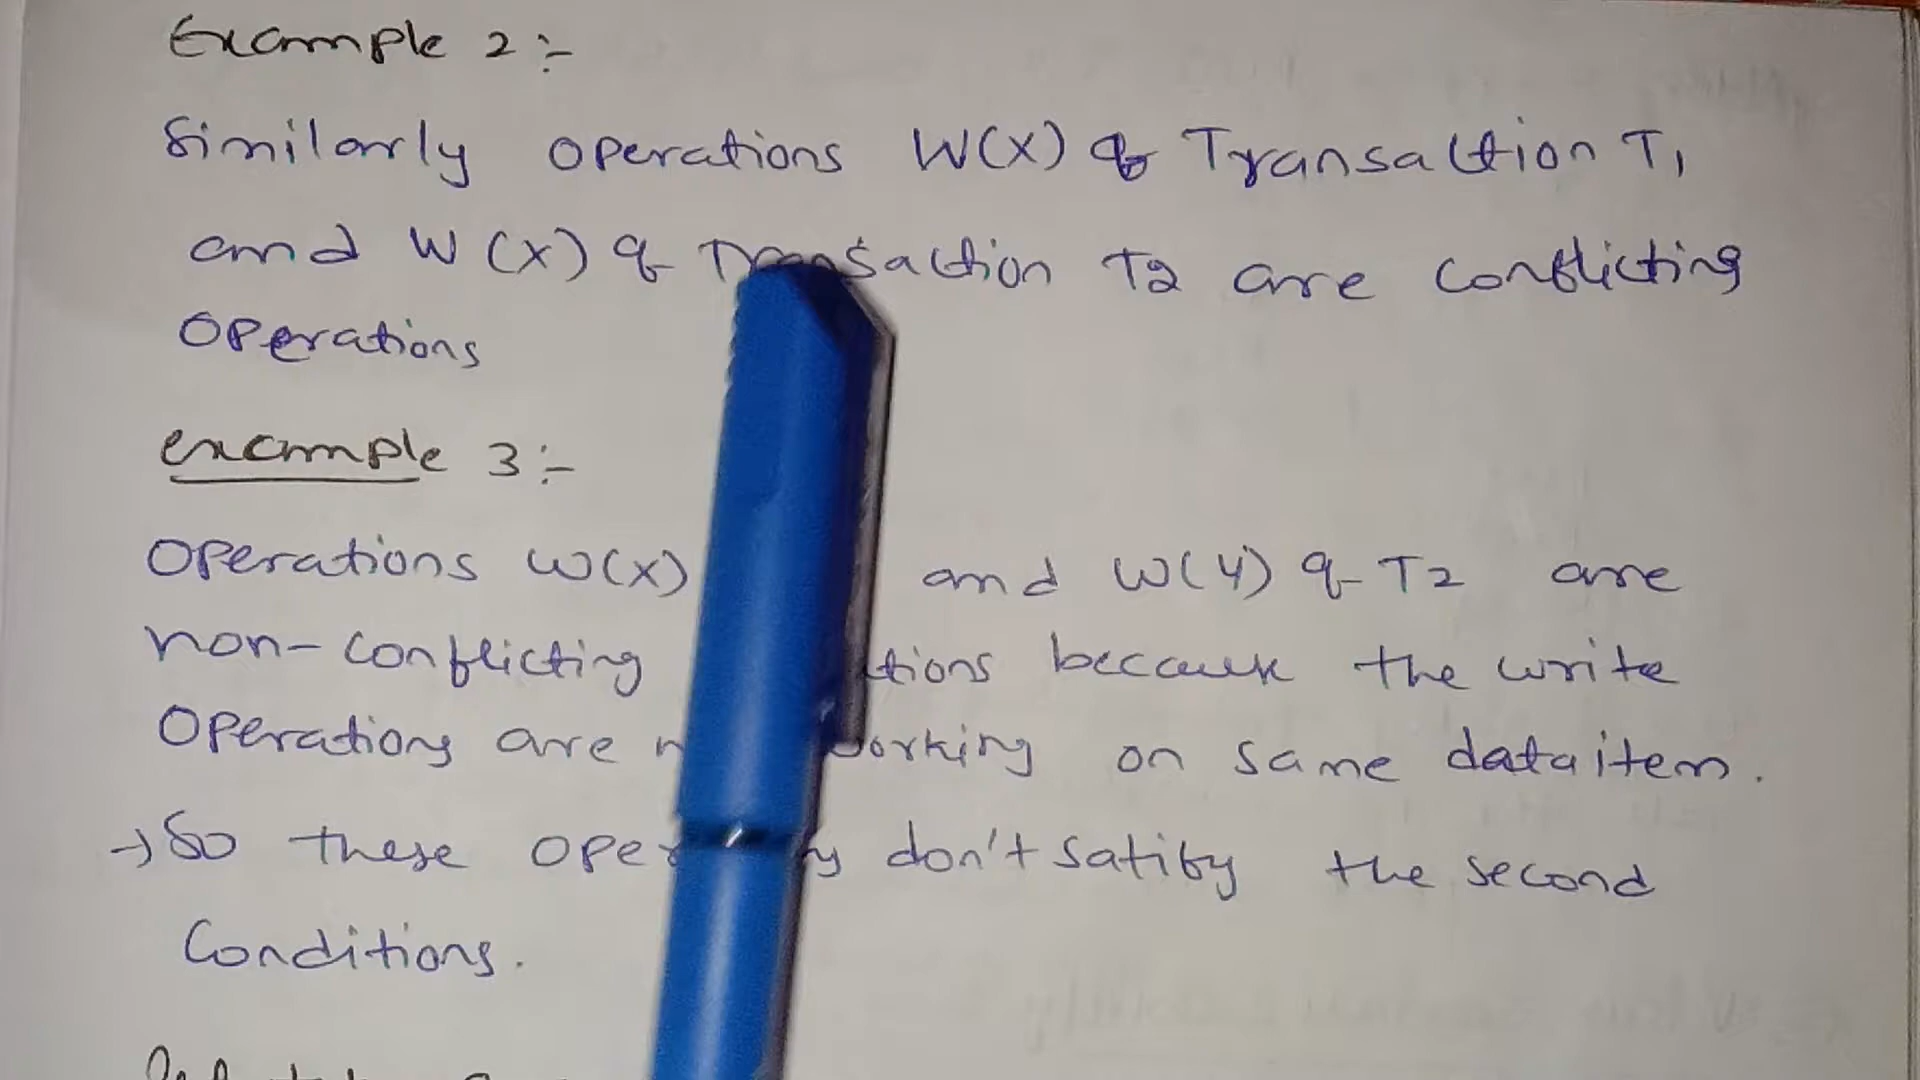 Example 2:-
Similarly operations W(X) of Transaction T1
and W(X) of Transaction T2 are conflicting
operations
example 3:-
Operations W(X) and W(Y) of T2 are
non-conflicting tions because the write
Operations are working on same dataitem.
→ So these ope don't satify the second
Conditions.